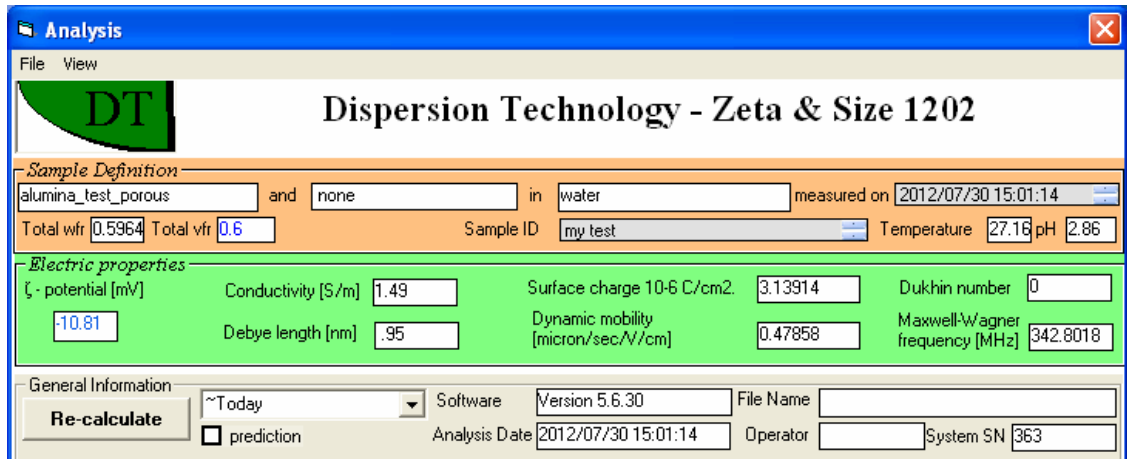 Analysis
File View
DT
Dispersion Technology - Zeta & Size 1202
Sample Definition
alumina_test_porous and none in water measured on 2012/07/30 15:01:14
Total wfr 0.5964 Total vfr 0.6 Sample ID my test Temperature 27.16 pH 2.86
Electric properties
ζ - potential [mV] Conductivity [S/m] 1.49 Surface charge 10-6 C/cm2. 3.13914 Dukhin number 0
-10.81 Debye length [nm] .95 Dynamic mobility [micron/sec/V/cm] 0.47858 Maxwell-Wagner frequency [MHz] 342.8018
General Information
Re-calculate ~Today Software Version 5.6.30 File Name
prediction Analysis Date 2012/07/30 15:01:14 Operator System SN 363